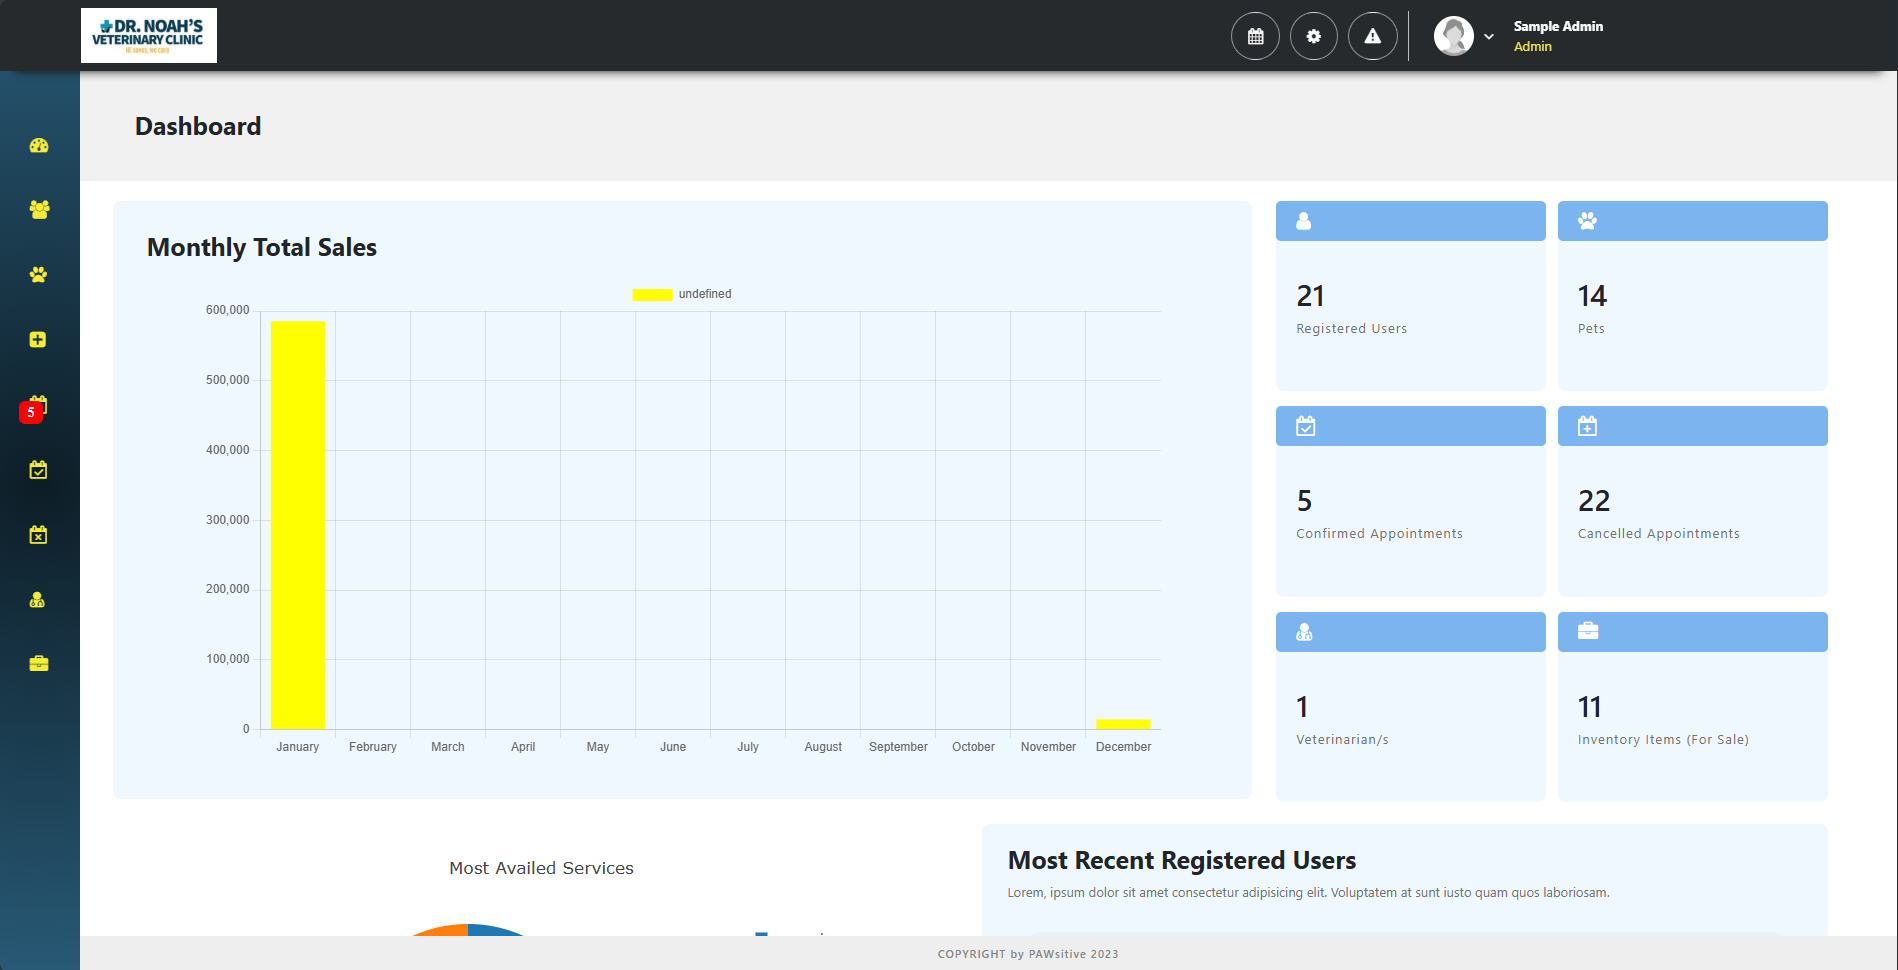 DR. NOAH'S
VETERINARY CLINIC
Sample Admin
Admin
Dashboard
Monthly Total Sales
undefined
600,000
500,000
400,000
300,000
200,000
100,000
0
January February March April May June July August September October November December
21
Registered Users
14
Pets
5
Confirmed Appointments
22
Cancelled Appointments
1
Veterinarian/s
11
Inventory Items (For Sale)
5
Most Availed Services
Most Recent Registered Users
Lorem, ipsum dolor sit amet consectetur adipisicing elit. Voluptatem at sunt iusto quam quos laboriosam.
COPYRIGHT by PAWsitive 2023